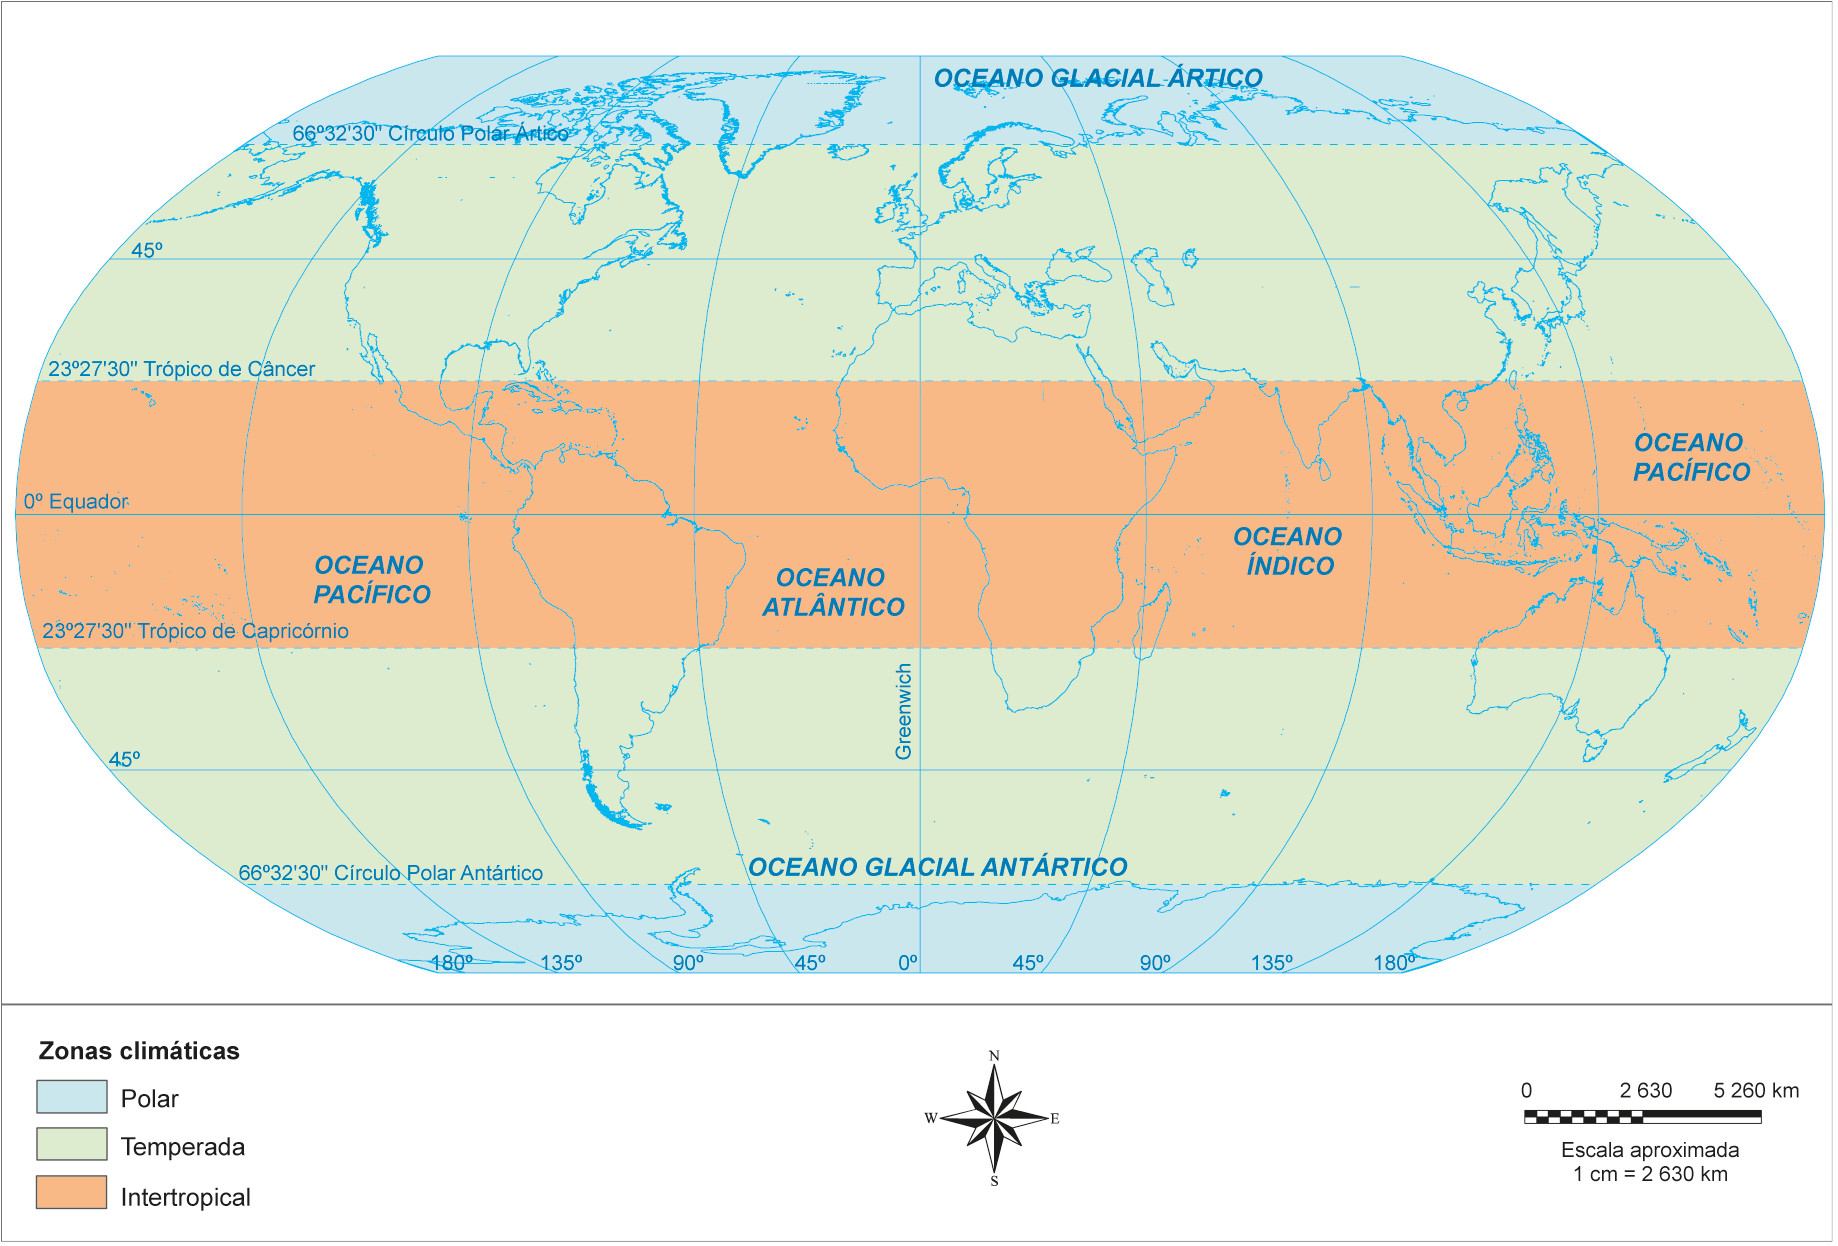 OCEANO GLACIAL ÁRTICO
66º32'30" Círculo Polar Ártico
45º
23º27'30" Trópico de Câncer
OCEANO
PACÍFICO
0º Equador
OCEANO
ÍNDICO
OCEANO
PACÍFICO
OCEANO
ATLÂNTICO
23º27'30" Trópico de Capricórnio
Greenwich
45º
OCEANO GLACIAL ANTÁRTICO
66º32'30" Círculo Polar Antártico
180º 135º 90º 45º 0º 45º 90º 135º 180º
Zonas climáticas
Polar
Temperada
Intertropical
N
W E
S
0 2 630 5 260 km
Escala aproximada
1 cm = 2 630 km